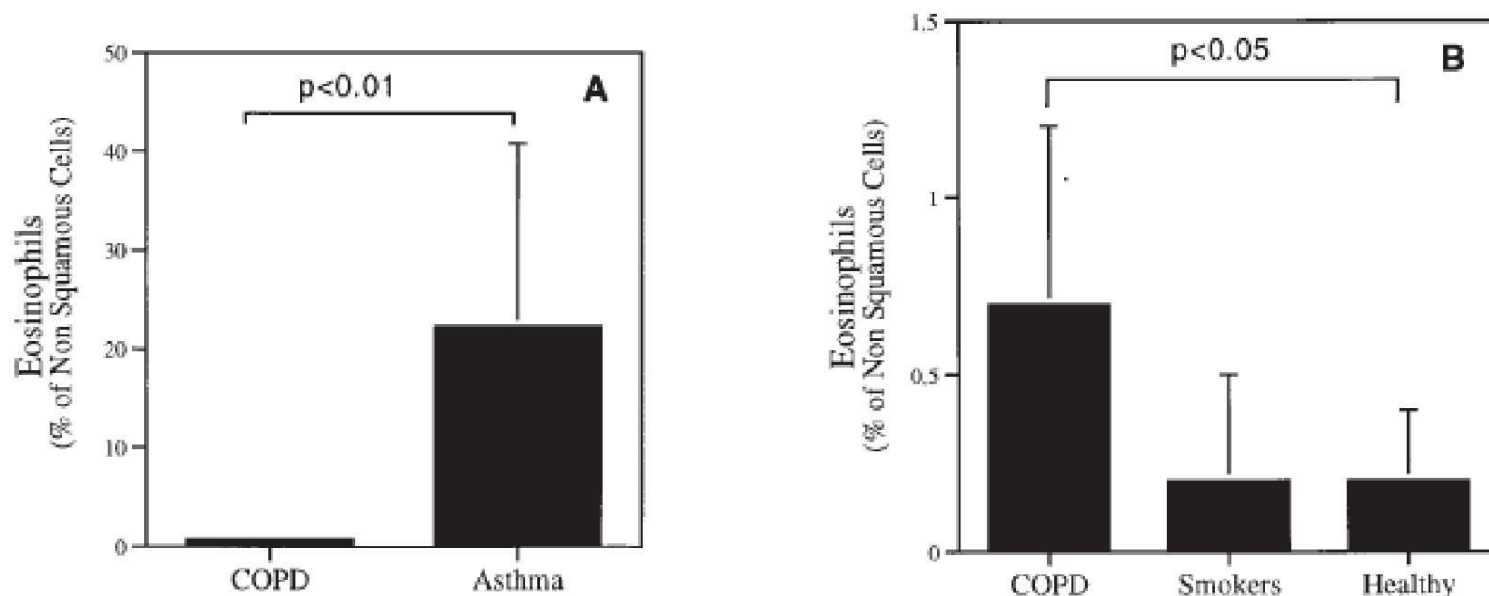 50
40
30
20
10
0
Eosinophils
(% of Non Squamous Cells)
p<0.01
A
COPD
Asthma
1.5
1
0.5
0
Eosinophils
(% of Non Squamous Cells)
p<0.05
B
COPD
Smokers
Healthy